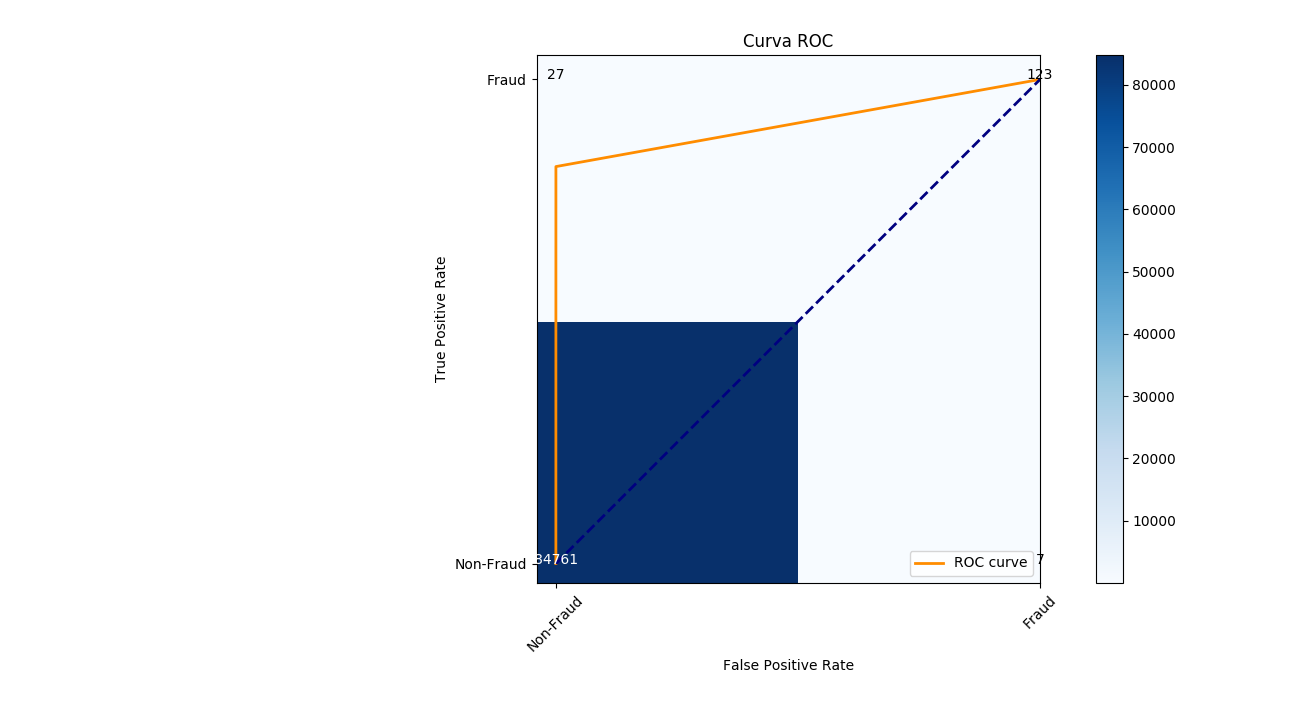 Curva ROC
Fraud
27
123
True Positive Rate
Non-Fraud
84761
7
ROC curve
Non-Fraud
Fraud
False Positive Rate
80000
70000
60000
50000
40000
30000
20000
10000